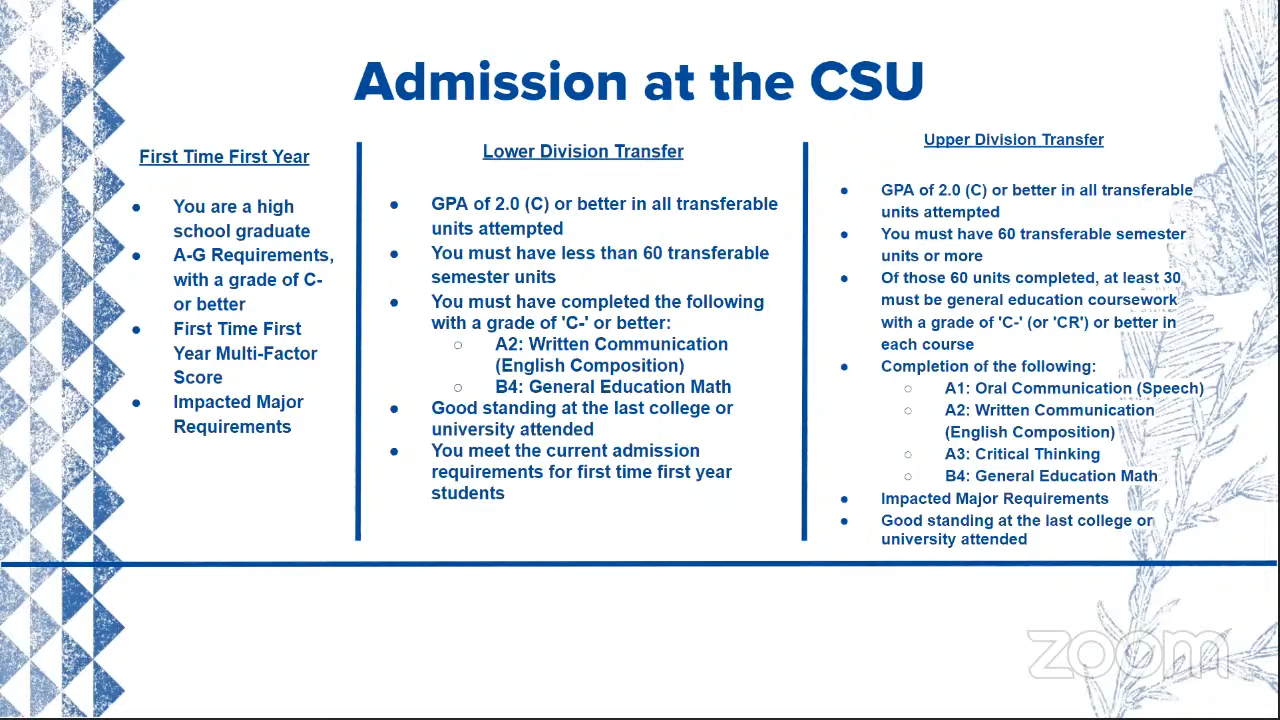 Admission at the CSU
First Time First Year
● You are a high
school graduate
● A-G Requirements,
with a grade of C-
or better
● First Time First
Year Multi-Factor
Score
● Impacted Major
Requirements
Lower Division Transfer
● GPA of 2.0 (C) or better in all transferable
units attempted
● You must have less than 60 transferable
semester units
● You must have completed the following
with a grade of 'C-' or better:
○ A2: Written Communication
(English Composition)
○ B4: General Education Math
● Good standing at the last college or
university attended
● You meet the current admission
requirements for first time first year
students
Upper Division Transfer
● GPA of 2.0 (C) or better in all transferable
units attempted
● You must have 60 transferable semester
units or more
● Of those 60 units completed, at least 30
must be general education coursework
with a grade of 'C-' (or 'CR') or better in
each course
● Completion of the following:
○ A1: Oral Communication (Speech)
○ A2: Written Communication
(English Composition)
○ A3: Critical Thinking
○ B4: General Education Math
● Impacted Major Requirements
● Good standing at the last college or
university attended
zoom